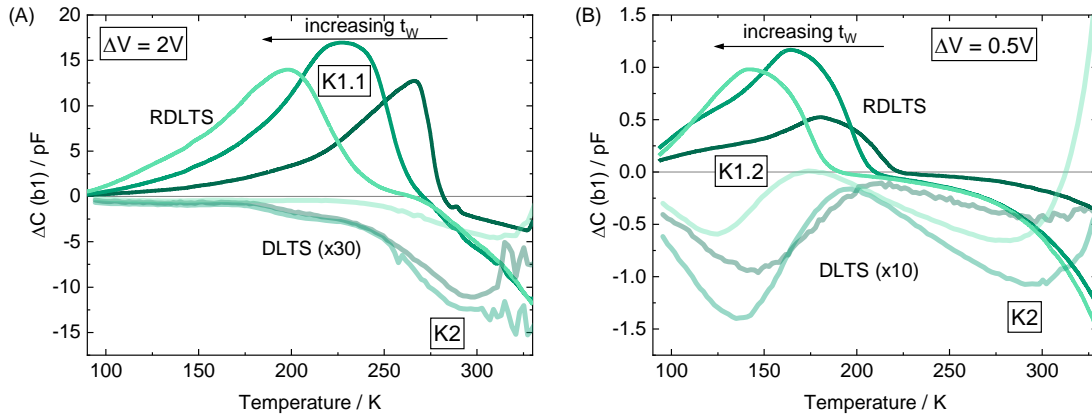 (A)
ΔV = 2V
increasing t_W
K1.1
RDLTS
DLTS (x30)
K2
ΔC (b1) / pF
20
15
10
5
0
-5
-10
-15
100
150
200
250
300
Temperature / K
(B)
increasing t_W
ΔV = 0.5V
RDLTS
K1.2
DLTS (x10)
K2
ΔC (b1) / pF
1.5
1.0
0.5
0.0
-0.5
-1.0
-1.5
100
150
200
250
300
Temperature / K